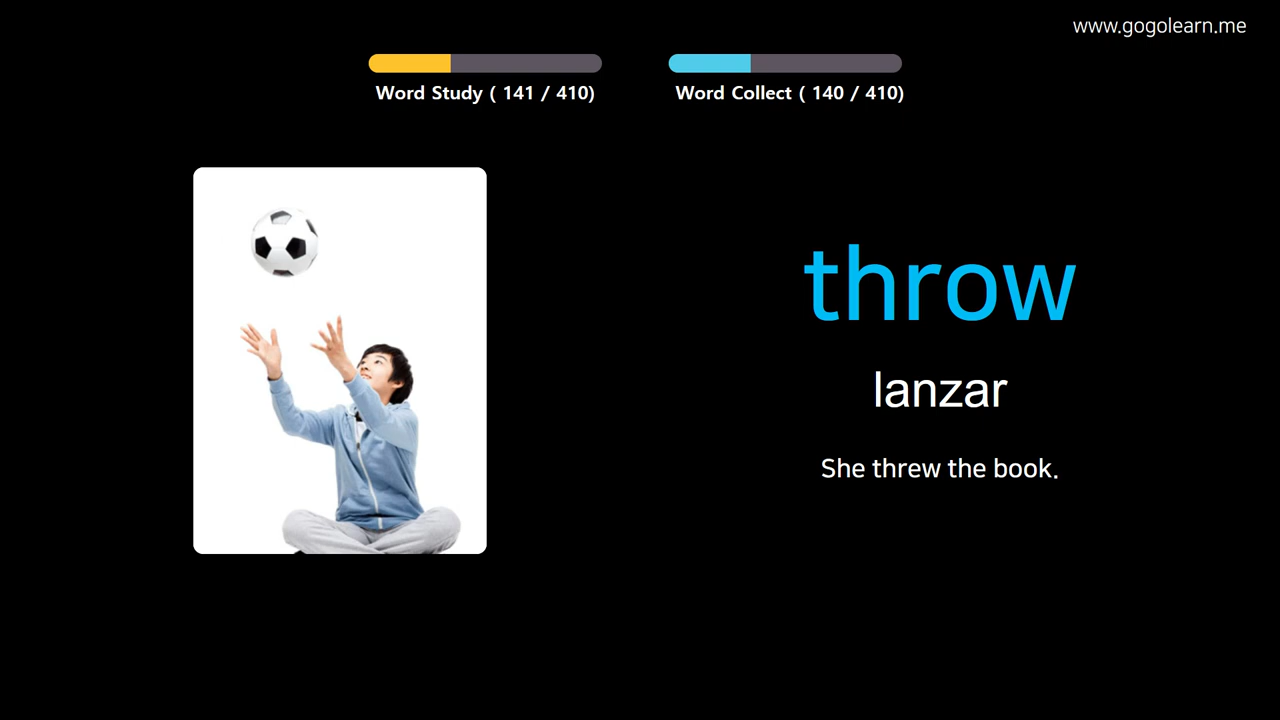 www.gogolearn.me
Word Study ( 141 / 410)
Word Collect ( 140 / 410)
throw
lanzar
She threw the book.